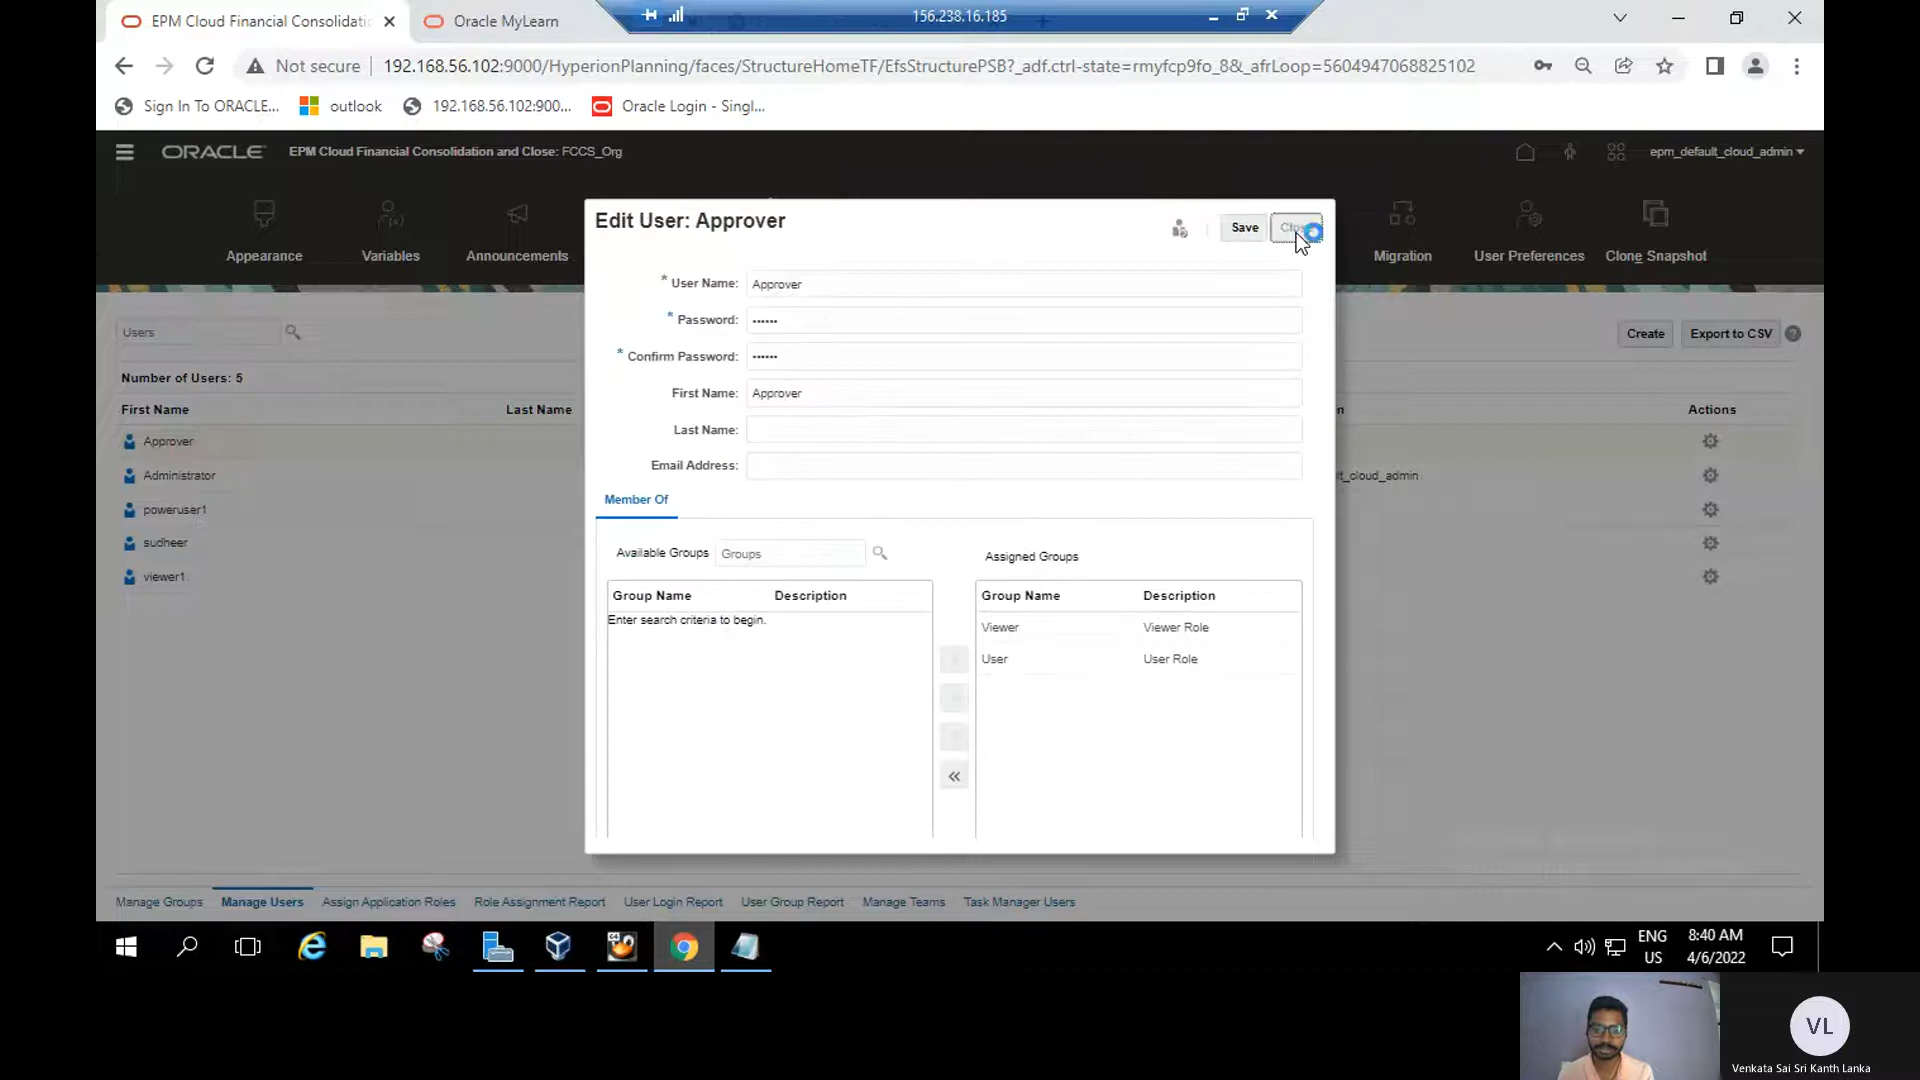 EPM Cloud Financial Consolidatio
Oracle MyLearn
156.238.16.185
Not secure
192.168.56.102:9000/HyperionPlanning/faces/StructureHomeTF/EfsStructurePSB?_adf.ctrl-state=rmyfcp9fo_8&_afrLoop=5604947068825102
Sign In To ORACLE...
outlook
192.168.56.102:900...
Oracle Login - Singl...
ORACLE
EPM Cloud Financial Consolidation and Close: FCCS_Org
epm_default_cloud_admin
Appearance
Variables
Announcements
Migration
User Preferences
Clone Snapshot
Edit User: Approver
Save
* User Name: Approver
* Password: ••••••
* Confirm Password: ••••••
First Name: Approver
Last Name:
Email Address:
Member Of
Available Groups
Groups
Assigned Groups
Group Name
Description
Enter search criteria to begin.
Group Name
Description
Viewer
Viewer Role
User
User Role
Users
Create
Export to CSV
Number of Users: 5
First Name
Last Name
Actions
Approver
Administrator
lt_cloud_admin
poweruser1
sudheer
viewer1
Manage Groups
Manage Users
Assign Application Roles
Role Assignment Report
User Login Report
User Group Report
Manage Teams
Task Manager Users
ENG
US
8:40 AM
4/6/2022
VL
Venkata Sai Sri Kanth Lanka